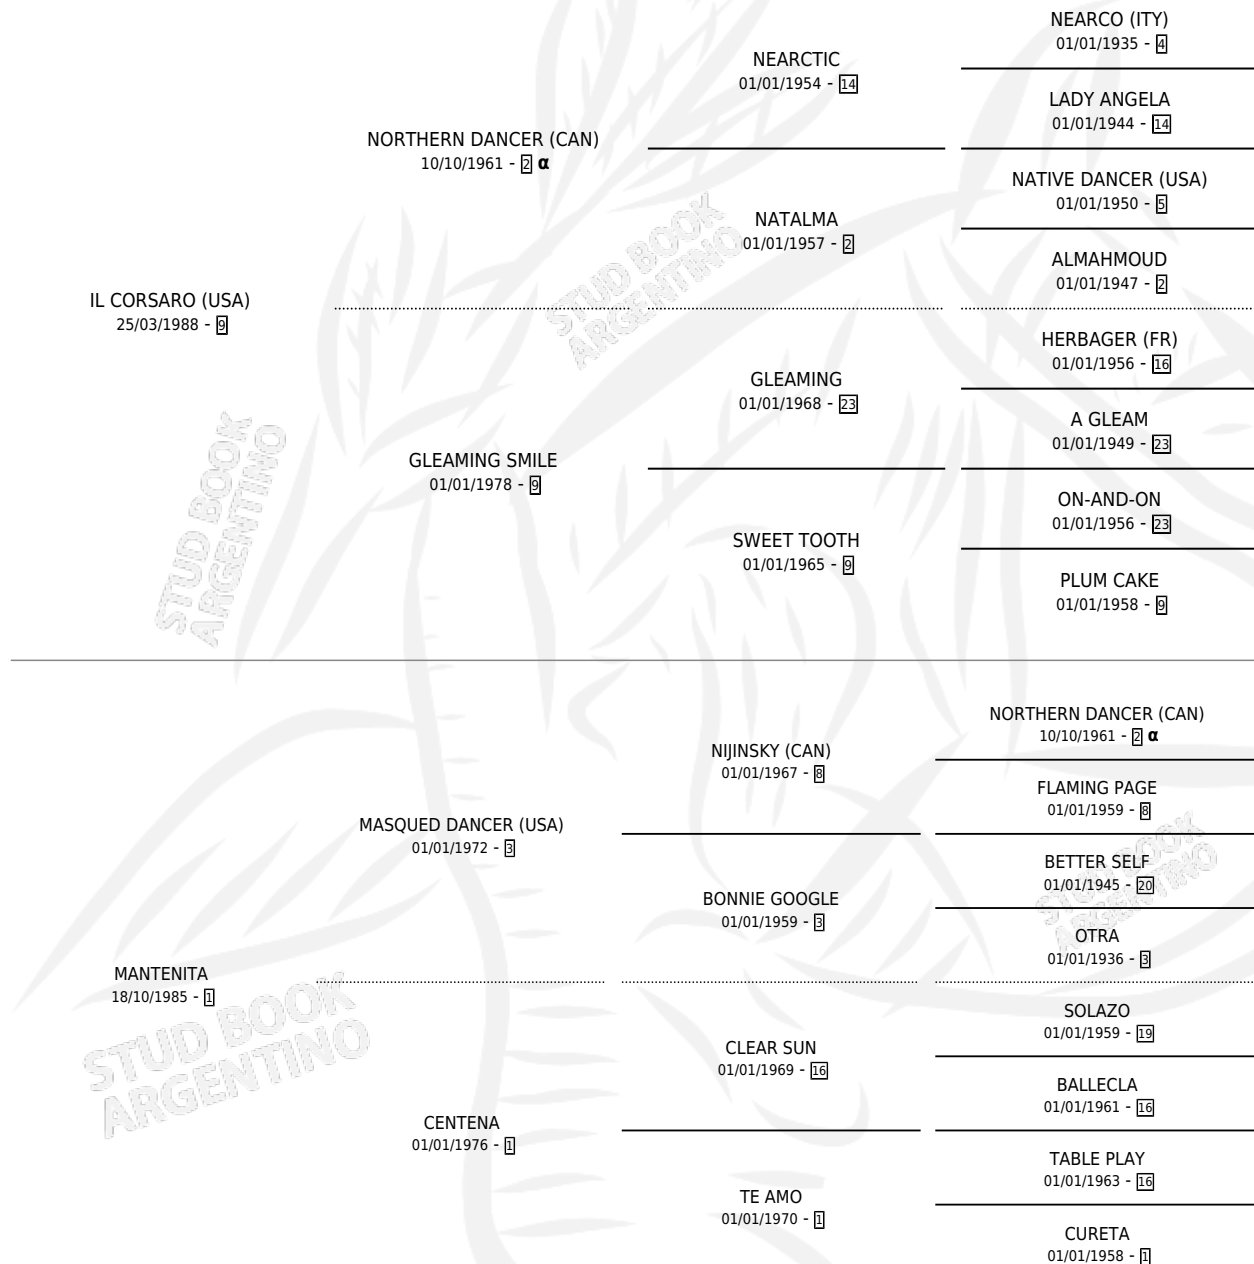 NEARCO (ITY)
01/01/1935 - 4
NEARCTIC
01/01/1954 - 14
LADY ANGELA
01/01/1944 - 14
NORTHERN DANCER (CAN)
10/10/1961 - 2 α
NATIVE DANCER (USA)
01/01/1950 - 5
NATALMA
01/01/1957 - 2
ALMAHMOUD
01/01/1947 - 2
STUD BOOK
ARGENTINO
IL CORSARO (USA)
25/03/1988 - 9
HERBAGER (FR)
01/01/1956 - 16
GLEAMING
01/01/1968 - 23
A GLEAM
01/01/1949 - 23
GLEAMING SMILE
01/01/1978 - 9
ON-AND-ON
01/01/1956 - 23
SWEET TOOTH
01/01/1965 - 9
PLUM CAKE
01/01/1958 - 9
STUD BOOK
ARGENTINO
NORTHERN DANCER (CAN)
10/10/1961 - 2 α
NIJINSKY (CAN)
01/01/1967 - 8
FLAMING PAGE
01/01/1959 - 8
MASQUED DANCER (USA)
01/01/1972 - 3
BETTER SELF
01/01/1945 - 20
BONNIE GOOGLE
01/01/1959 - 3
OTRA
01/01/1936 - 3
STUD BOOK
ARGENTINO
MANTENITA
18/10/1985 - 1
SOLAZO
01/01/1959 - 19
CLEAR SUN
01/01/1969 - 16
BALLECLA
01/01/1961 - 16
STUD BOOK
ARGENTINO
CENTENA
01/01/1976 - 1
TABLE PLAY
01/01/1963 - 16
TE AMO
01/01/1970 - 1
CURETA
01/01/1958 - 1